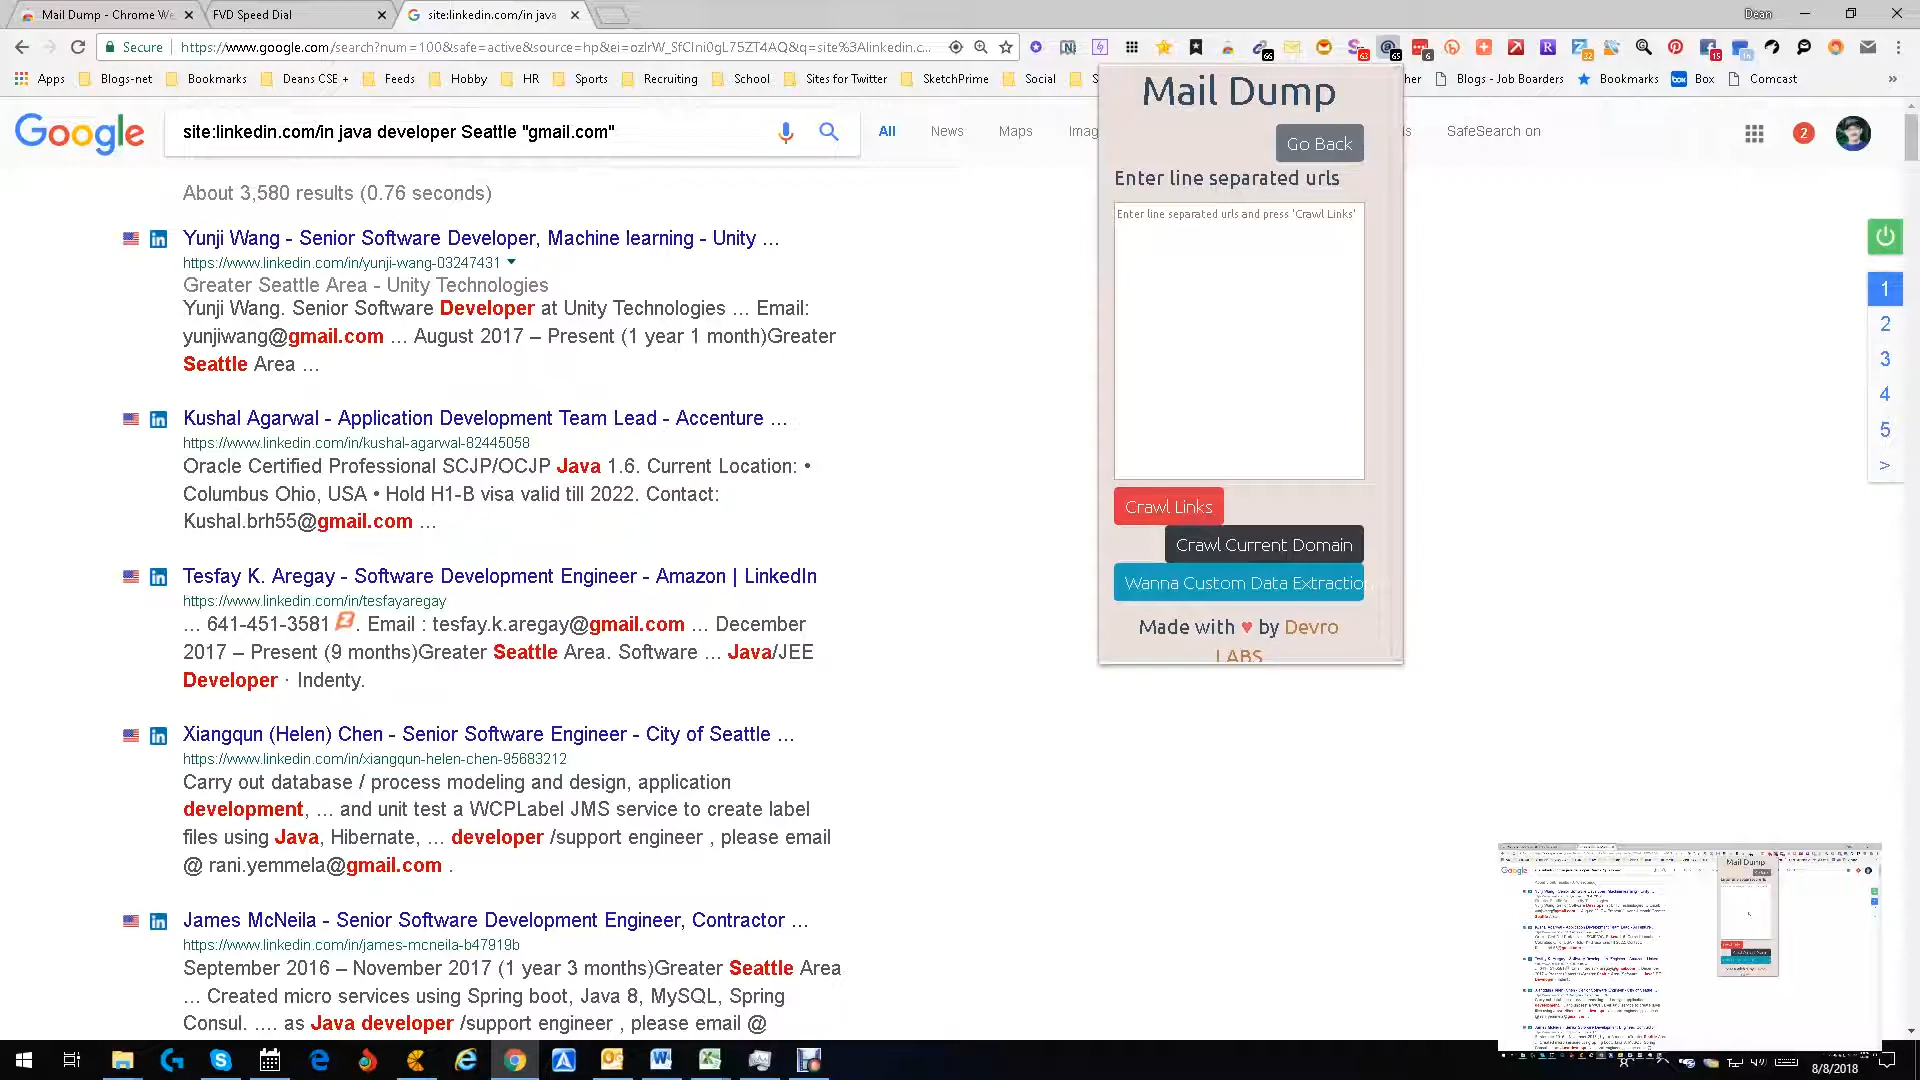 Mail Dump - Chrome We
FVD Speed Dial
site:linkedin.com/in java
Dean
Secure
https://www.google.com/search?num=100&safe=active&source=hp&ei=ozlrW_SfCIni0gL75ZT4AQ&q=site%3Alinkedin.c...
Apps
Blogs-net
Bookmarks
Deans CSE +
Feeds
Hobby
HR
Sports
Recruiting
School
Sites for Twitter
SketchPrime
Social
S
her
Blogs - Job Boarders
Bookmarks
Box
Comcast
Google
site:linkedin.com/in java developer Seattle "gmail.com"
All
News
Maps
Imag
ls
SafeSearch on
2
About 3,580 results (0.76 seconds)
Yunji Wang - Senior Software Developer, Machine learning - Unity ...
https://www.linkedin.com/in/yunji-wang-03247431
Greater Seattle Area - Unity Technologies
Yunji Wang. Senior Software Developer at Unity Technologies ... Email:
yunjiwang@gmail.com ... August 2017 – Present (1 year 1 month)Greater
Seattle Area ...
Kushal Agarwal - Application Development Team Lead - Accenture ...
https://www.linkedin.com/in/kushal-agarwal-82445058
Oracle Certified Professional SCJP/OCJP Java 1.6. Current Location: •
Columbus Ohio, USA • Hold H1-B visa valid till 2022. Contact:
Kushal.brh55@gmail.com ...
Tesfay K. Aregay - Software Development Engineer - Amazon | LinkedIn
https://www.linkedin.com/in/tesfayaregay
... 641-451-3581 . Email : tesfay.k.aregay@gmail.com ... December
2017 – Present (9 months)Greater Seattle Area. Software ... Java/JEE
Developer · Indenty.
Xiangqun (Helen) Chen - Senior Software Engineer - City of Seattle ...
https://www.linkedin.com/in/xiangqun-helen-chen-95683212
Carry out database / process modeling and design, application
development, ... and unit test a WCPLabel JMS service to create label
files using Java, Hibernate, ... developer /support engineer , please email
@ rani.yemmela@gmail.com .
James McNeila - Senior Software Development Engineer, Contractor ...
https://www.linkedin.com/in/james-mcneila-b47919b
September 2016 – November 2017 (1 year 3 months)Greater Seattle Area
... Created micro services using Spring boot, Java 8, MySQL, Spring
Consul. .... as Java developer /support engineer , please email @
Mail Dump
Go Back
Enter line separated urls
Enter line separated urls and press 'Crawl Links'
Crawl Links
Crawl Current Domain
Wanna Custom Data Extractio
Made with ♥ by Devro
LABS
1
2
3
4
5
>
8/8/2018